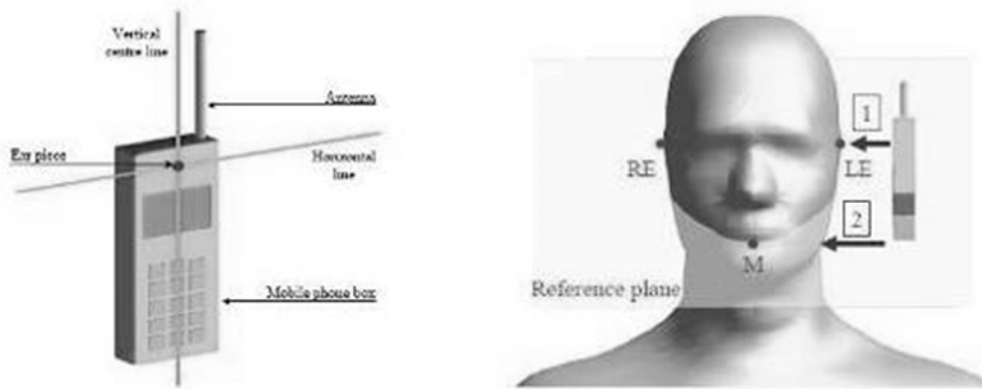 Vertical
centre line
Antenna
Ear piece
Horizontal
line
Mobile phone box
1
RE
LE
2
M
Reference plane